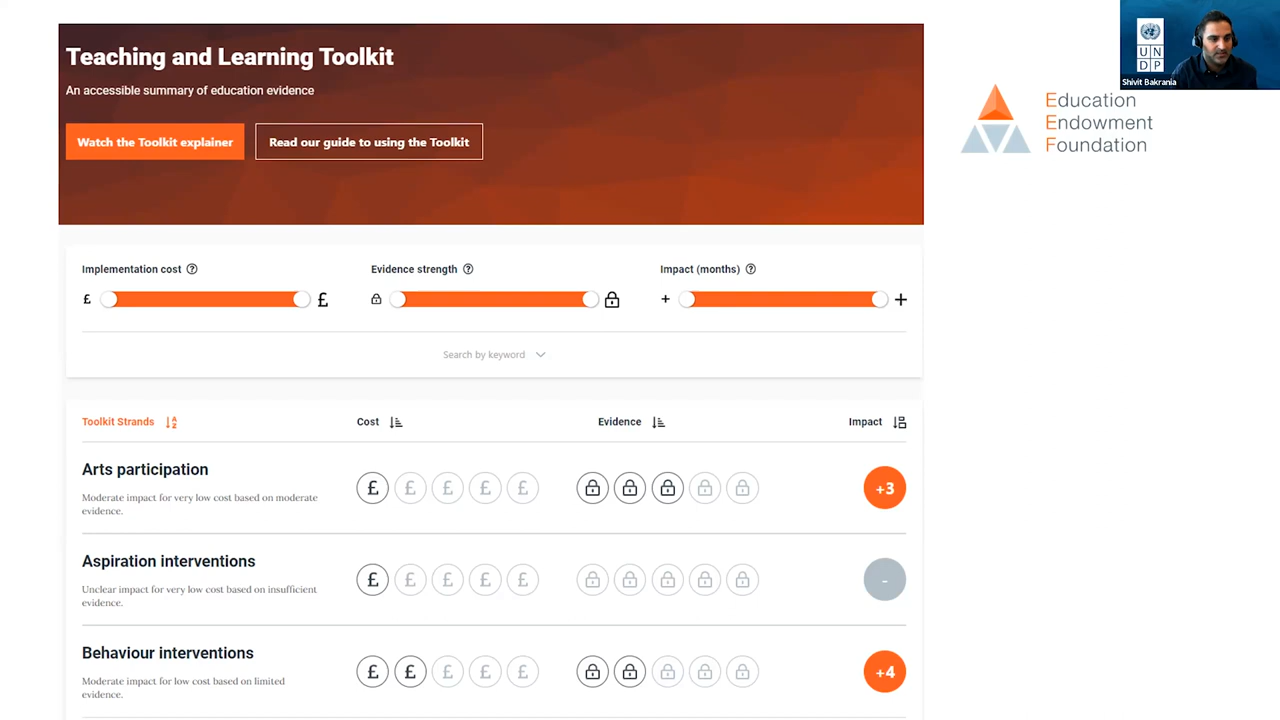 Teaching and Learning Toolkit
An accessible summary of education evidence
Watch the Toolkit explainer
Read our guide to using the Toolkit
UN
DP
Shivit Bakrania
Education
Endowment
Foundation
Implementation cost ?
Evidence strength ?
Impact (months) ?
£ £
+ +
Search by keyword
Toolkit Strands
Cost
Evidence
Impact
Arts participation
Moderate impact for very low cost based on moderate
evidence.
£ £ £ £ £
+3
Aspiration interventions
Unclear impact for very low cost based on insufficient
evidence.
£ £ £ £ £
-
Behaviour interventions
Moderate impact for low cost based on limited
evidence.
£ £ £ £ £
+4